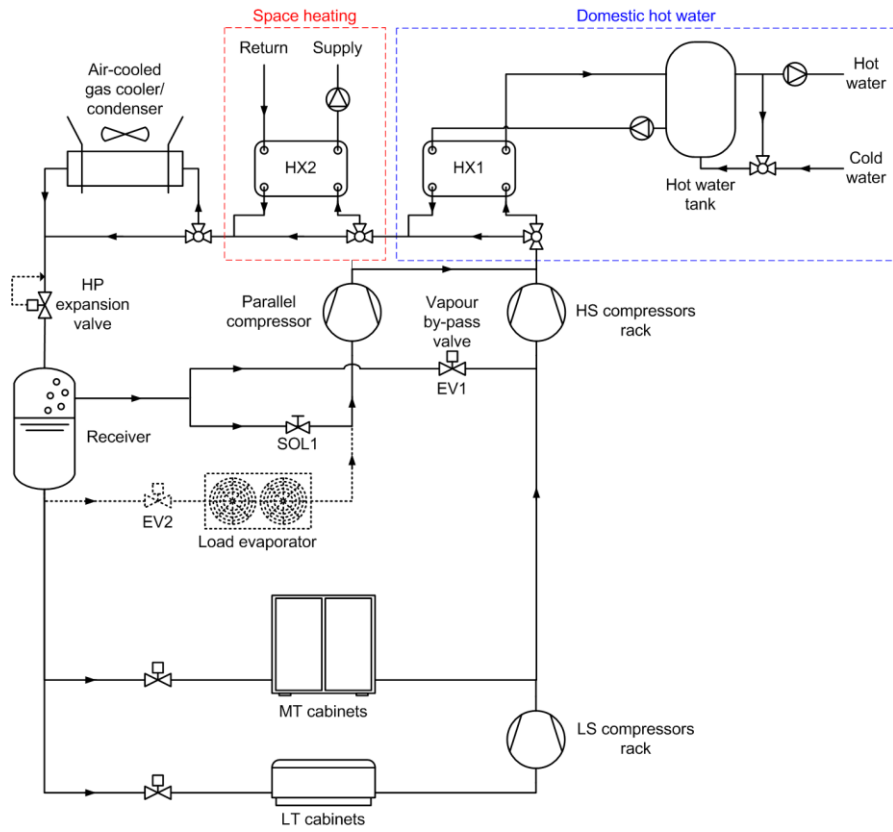 Space heating
Domestic hot water
Return
Supply
Air-cooled
gas cooler/
condenser
Hot
water
HX2
HX1
Cold
water
Hot water
tank
HP
expansion
valve
Parallel
compressor
Vapour
by-pass
valve
HS compressors
rack
EV1
Receiver
SOL1
EV2
Load evaporator
MT cabinets
LS compressors
rack
LT cabinets